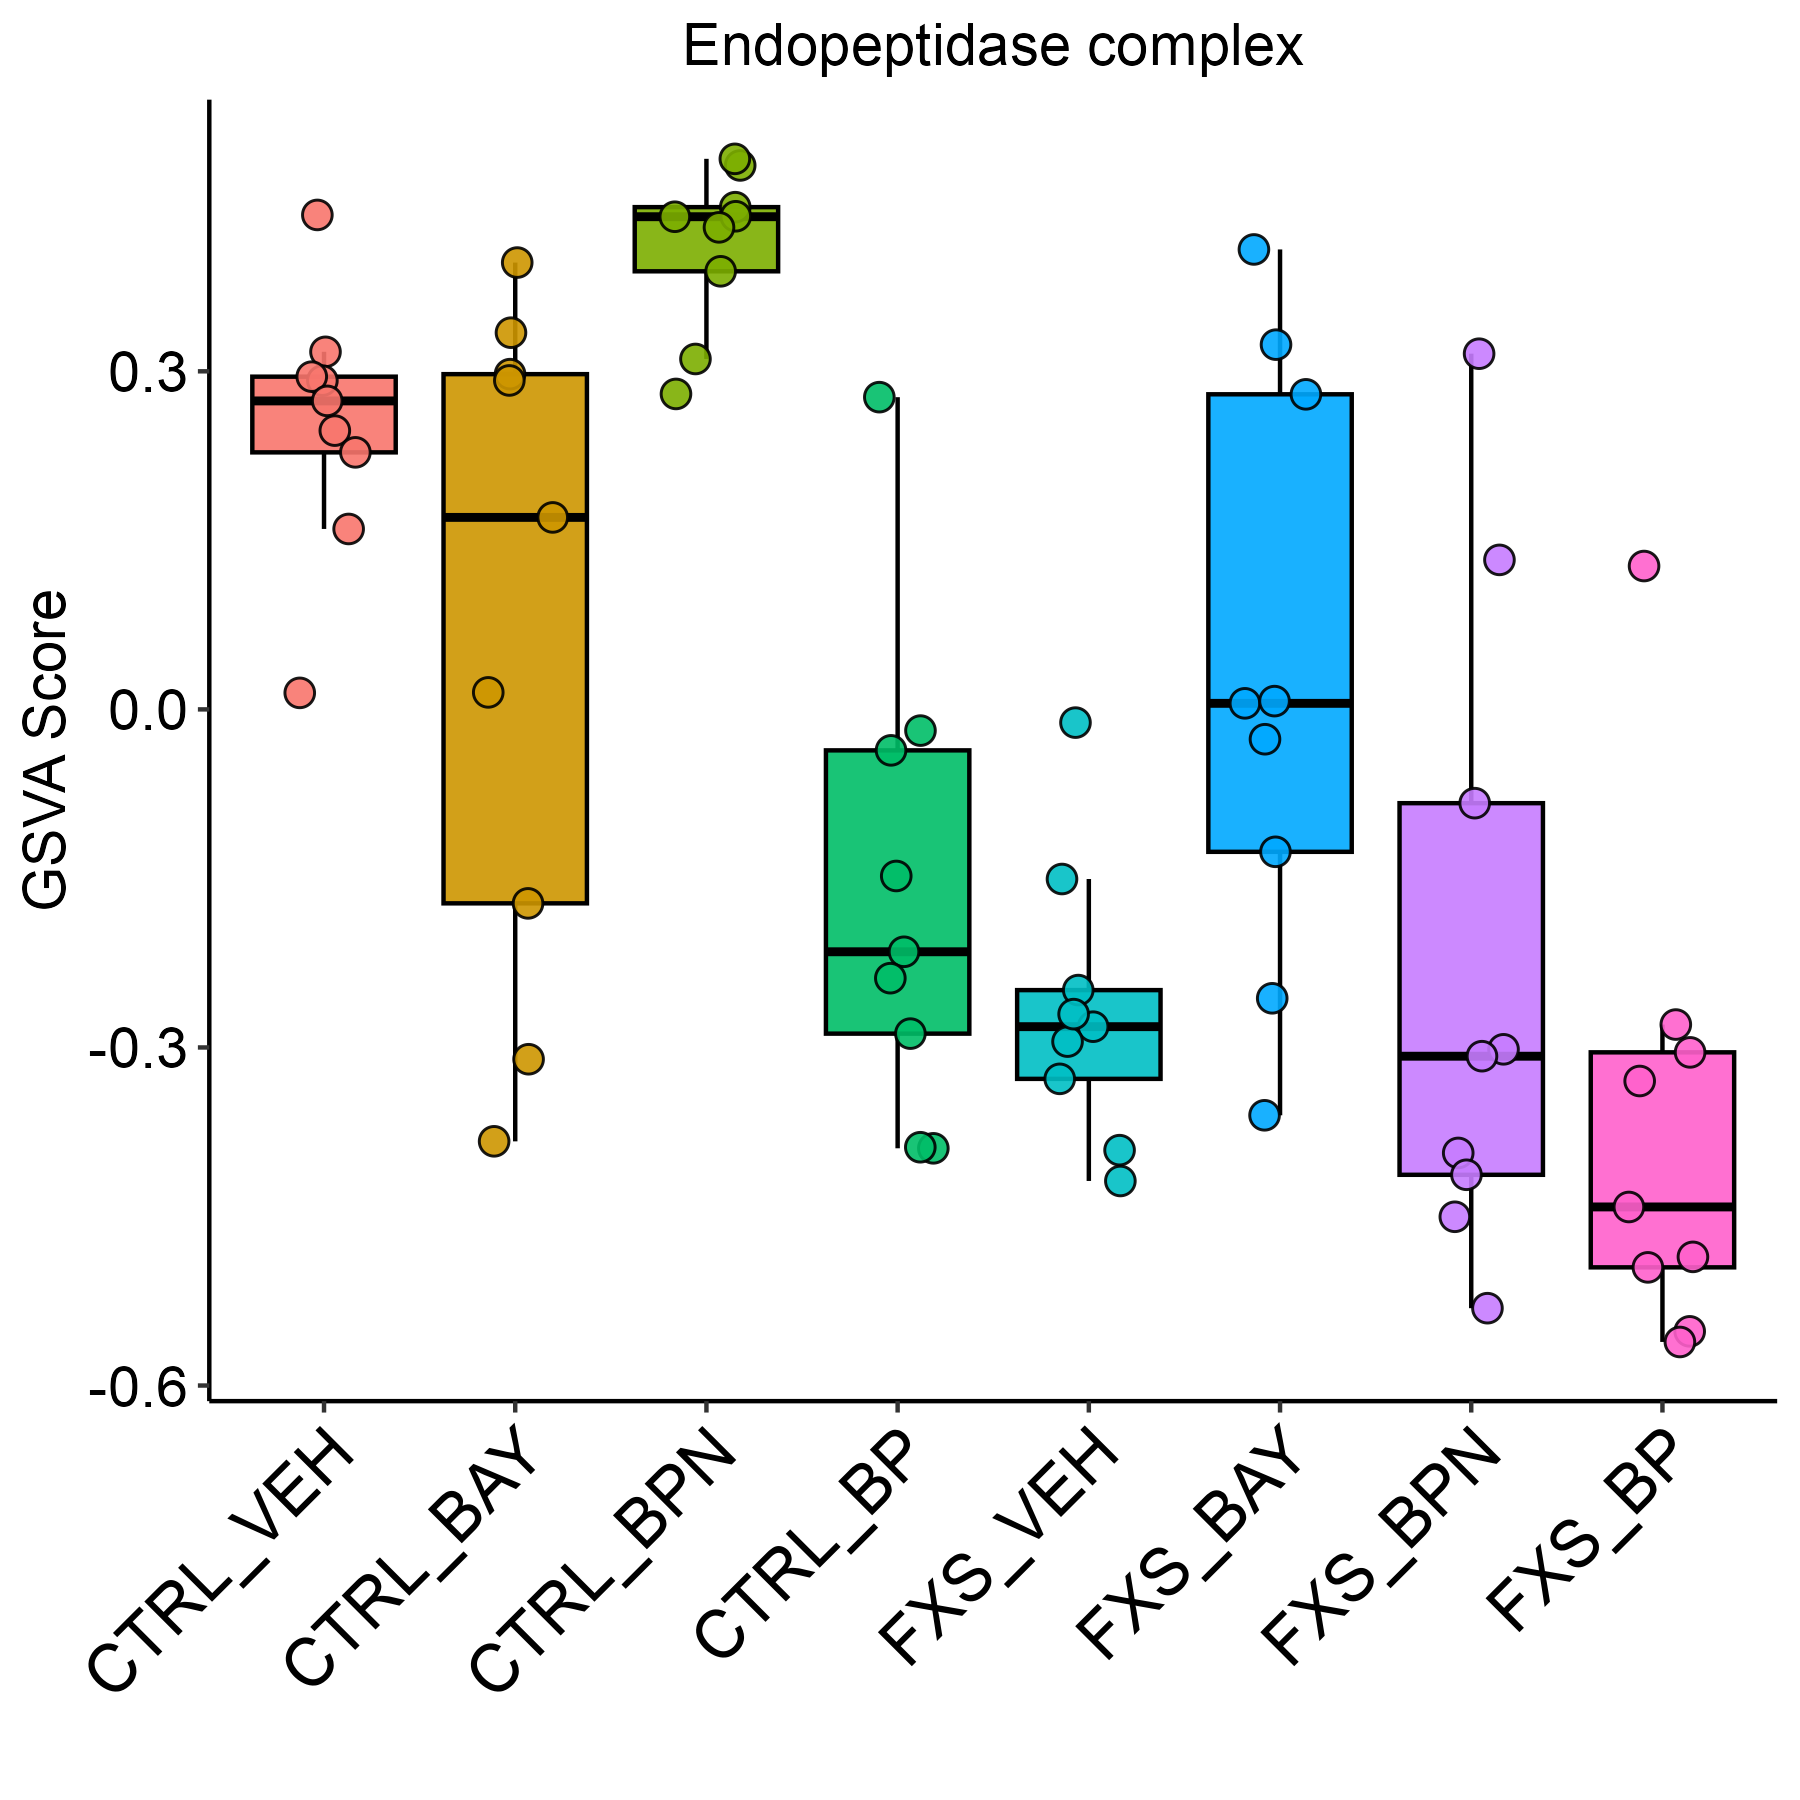 Endopeptidase complex
GSVA Score
0.3
0.0
-0.3
-0.6
CTRL_VEH
CTRL_BAY
CTRL_BPN
CTRL_BP
FXS_VEH
FXS_BAY
FXS_BPN
FXS_BP